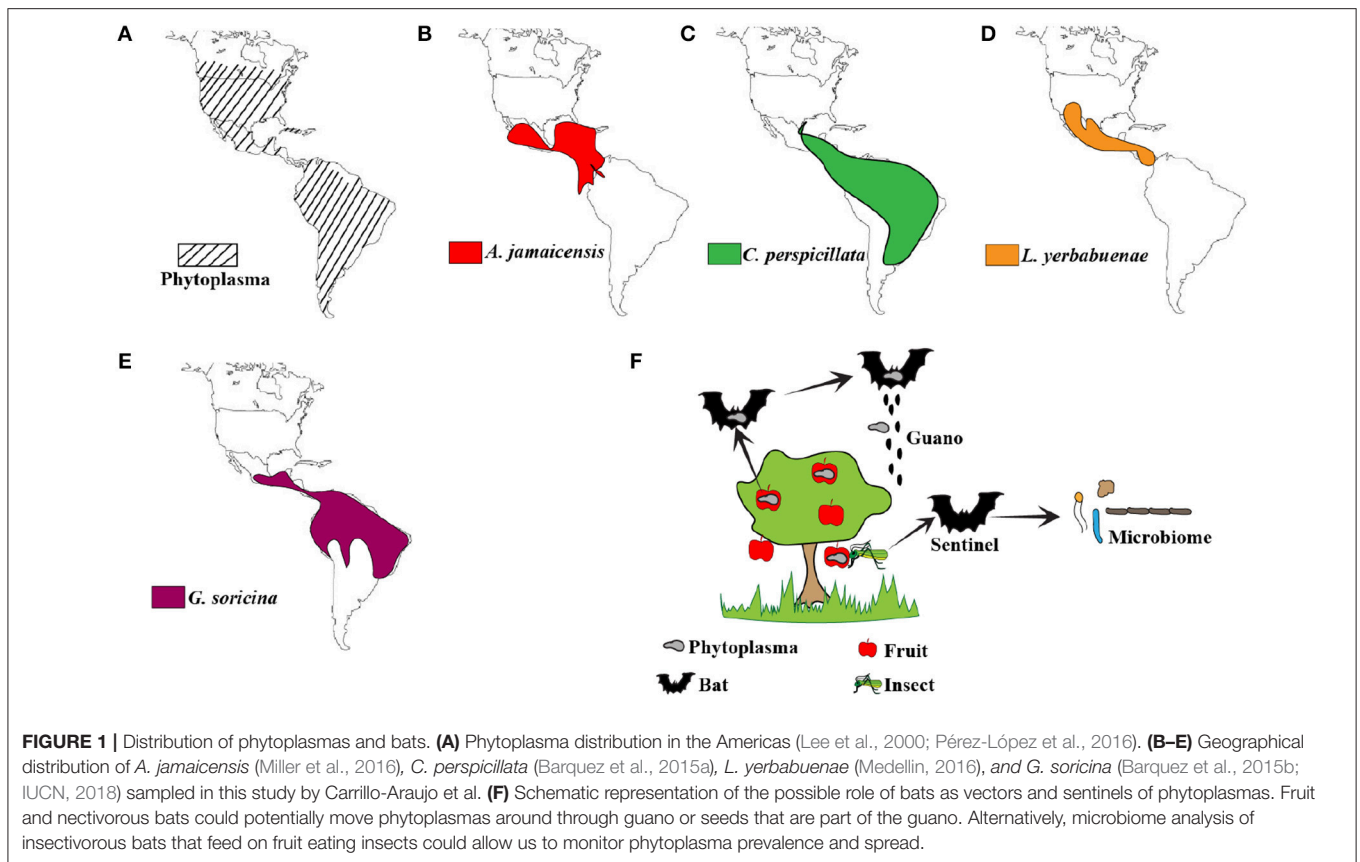 A
B
C
D
Phytoplasma
A. jamaicensis
C. perspicillata
L. yerbabuenae
E
F
G. soricina
Guano
Sentinel
Microbiome
Phytoplasma
Fruit
Bat
Insect
FIGURE 1 | Distribution of phytoplasmas and bats. (A) Phytoplasma distribution in the Americas (Lee et al., 2000; Pérez-López et al., 2016). (B–E) Geographical
distribution of A. jamaicensis (Miller et al., 2016), C. perspicillata (Barquez et al., 2015a), L. yerbabuenae (Medellin, 2016), and G. soricina (Barquez et al., 2015b;
IUCN, 2018) sampled in this study by Carrillo-Araujo et al. (F) Schematic representation of the possible role of bats as vectors and sentinels of phytoplasmas. Fruit
and nectivorous bats could potentially move phytoplasmas around through guano or seeds that are part of the guano. Alternatively, microbiome analysis of
insectivorous bats that feed on fruit eating insects could allow us to monitor phytoplasma prevalence and spread.